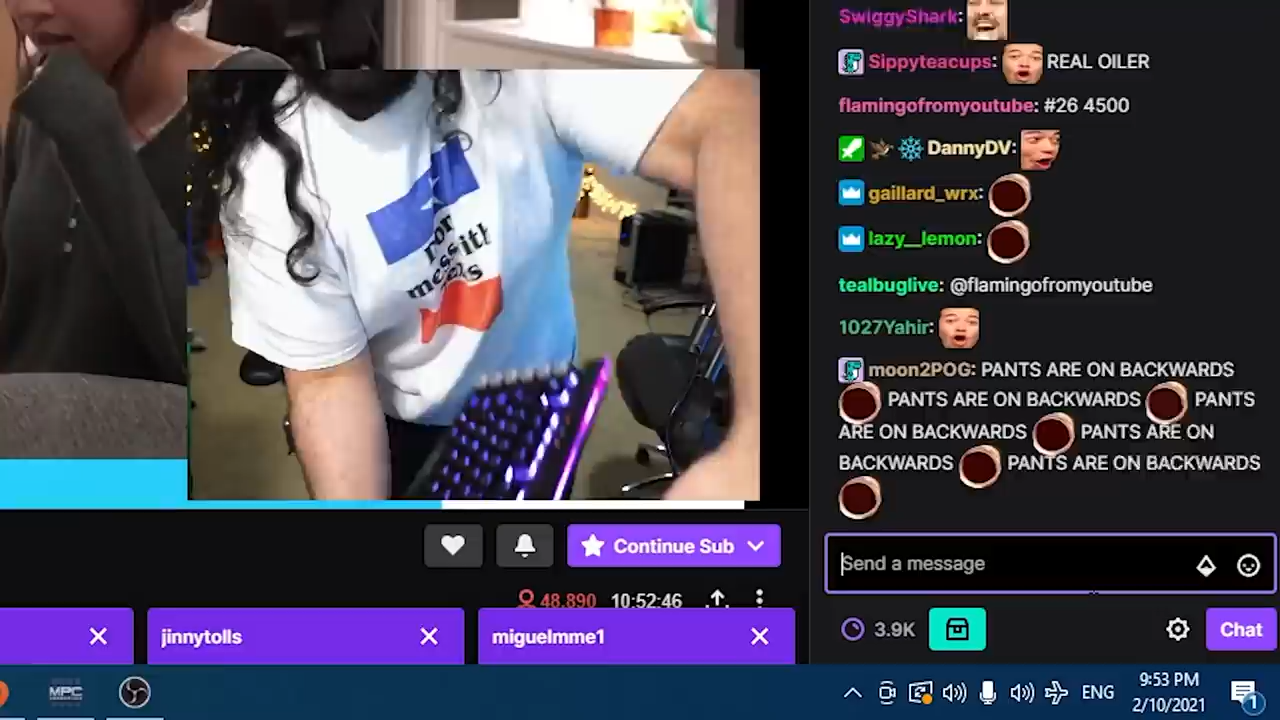 SwiggyShark:
Sippyteacups: REAL OILER
flamingofromyoutube: #26 4500
DannyDV:
gaillard_wrx:
lazy__lemon:
tealbuglive: @flamingofromyoutube
1027Yahir:
moon2POG: PANTS ARE ON BACKWARDS
PANTS ARE ON BACKWARDS PANTS
ARE ON BACKWARDS PANTS ARE ON
BACKWARDS PANTS ARE ON BACKWARDS
Send a message
3.9K
Chat
Continue Sub
48,890 10:52:46
jinnytolls
miguelmme1
MPC
ENG
9:53 PM
2/10/2021
1